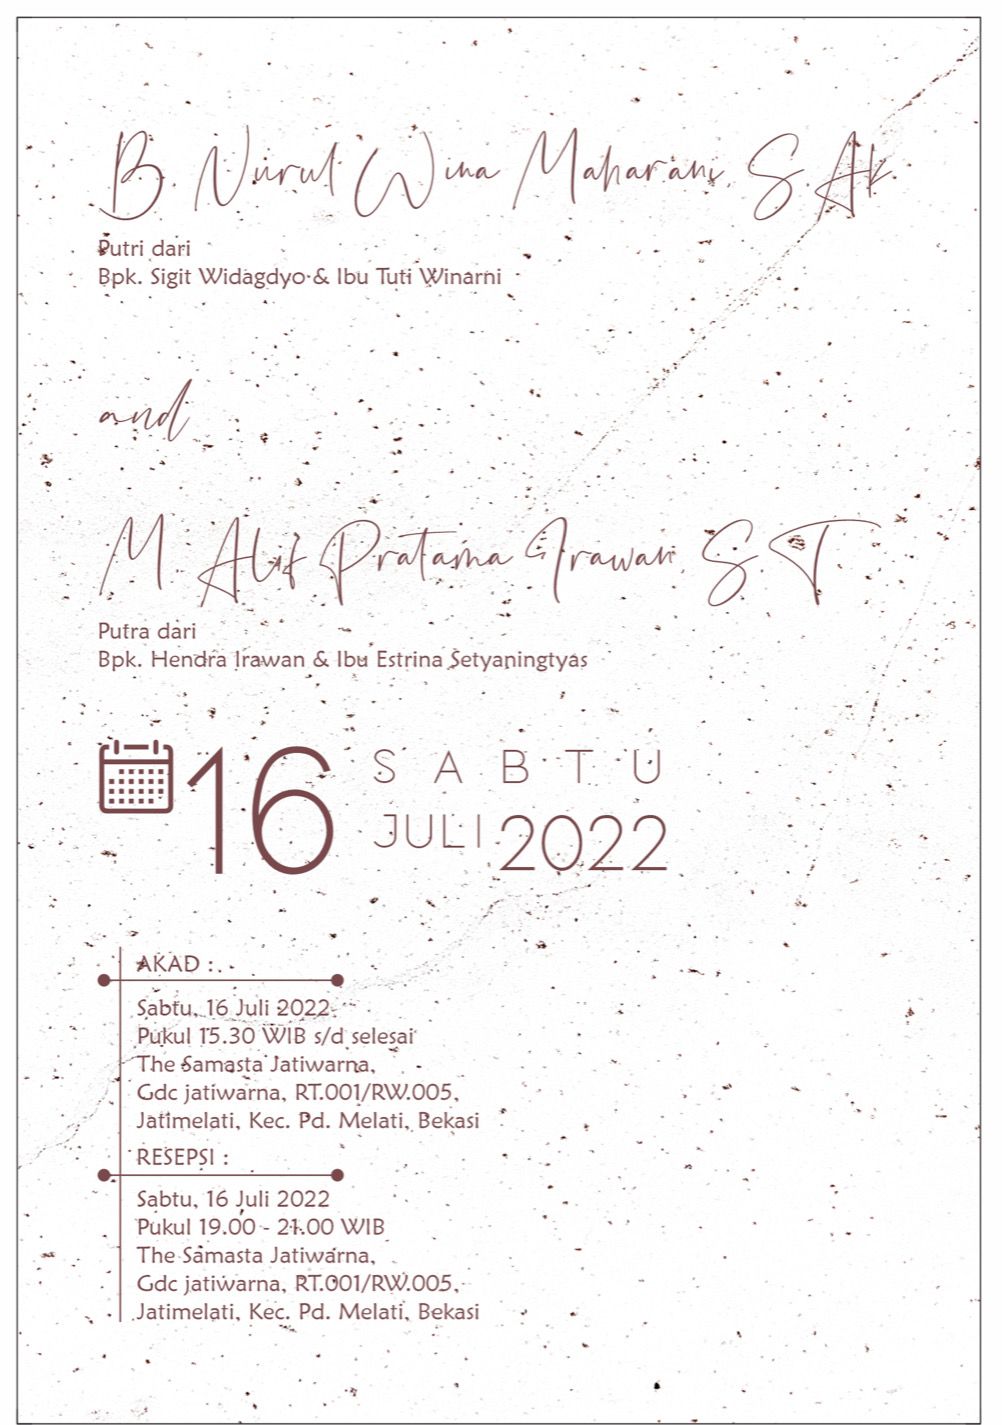 B. Nurul Wina Maharani, S.Ak
Putri dari
Bpk. Sigit Widagdyo & Ibu Tuti Winarni
and
M. Alif Pratama Irawan, S.T
Putra dari
Bpk. Hendra Irawan & Ibu Estrina Setyaningtyas
16
SABTU
JULI 2022
AKAD :
Sabtu, 16 Juli 2022
Pukul 15.30 WIB s/d selesai
The Samasta Jatiwarna,
Gdc jatiwarna, RT.001/RW.005,
Jatimelati, Kec. Pd. Melati, Bekasi
RESEPSI :
Sabtu, 16 Juli 2022
Pukul 19.00 - 21.00 WIB
The Samasta Jatiwarna,
Gdc jatiwarna, RT.001/RW.005,
Jatimelati, Kec. Pd. Melati, Bekasi